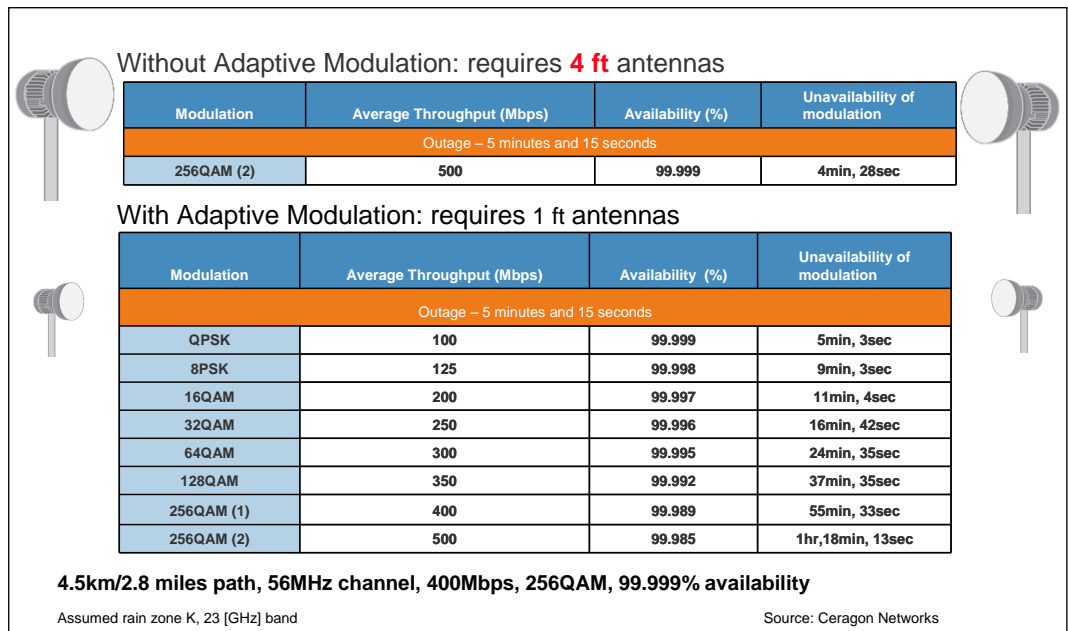 Without Adaptive Modulation: requires 4 ft antennas
Modulation Average Throughput (Mbps) Availability (%) Unavailability of modulation
Outage – 5 minutes and 15 seconds
256QAM (2) 500 99.999 4min, 28sec
With Adaptive Modulation: requires 1 ft antennas
Modulation Average Throughput (Mbps) Availability (%) Unavailability of modulation
Outage – 5 minutes and 15 seconds
QPSK 100 99.999 5min, 3sec
8PSK 125 99.998 9min, 3sec
16QAM 200 99.997 11min, 4sec
32QAM 250 99.996 16min, 42sec
64QAM 300 99.995 24min, 35sec
128QAM 350 99.992 37min, 35sec
256QAM (1) 400 99.989 55min, 33sec
256QAM (2) 500 99.985 1hr,18min, 13sec
4.5km/2.8 miles path, 56MHz channel, 400Mbps, 256QAM, 99.999% availability
Assumed rain zone K, 23 [GHz] band Source: Ceragon Networks